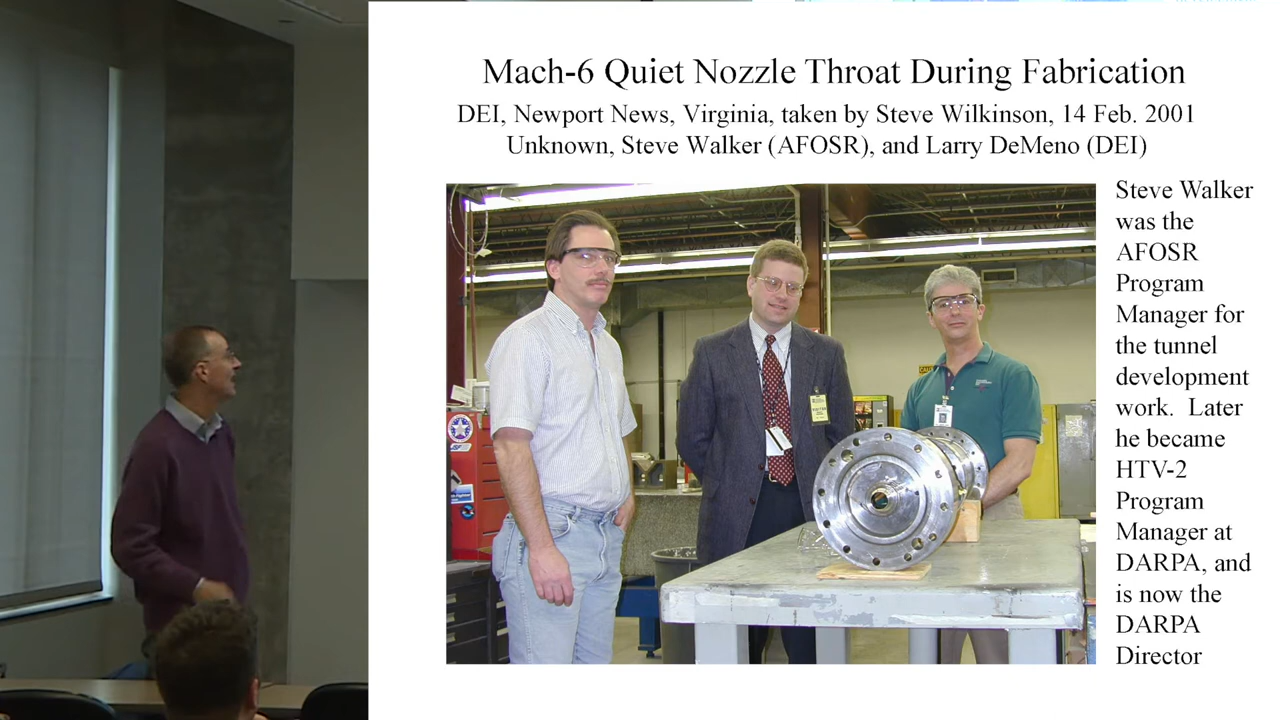 Mach-6 Quiet Nozzle Throat During Fabrication
DEI, Newport News, Virginia, taken by Steve Wilkinson, 14 Feb. 2001
Unknown, Steve Walker (AFOSR), and Larry DeMeno (DEI)
Steve Walker
was the
AFOSR
Program
Manager for
the tunnel
development
work. Later
he became
HTV-2
Program
Manager at
DARPA, and
is now the
DARPA
Director